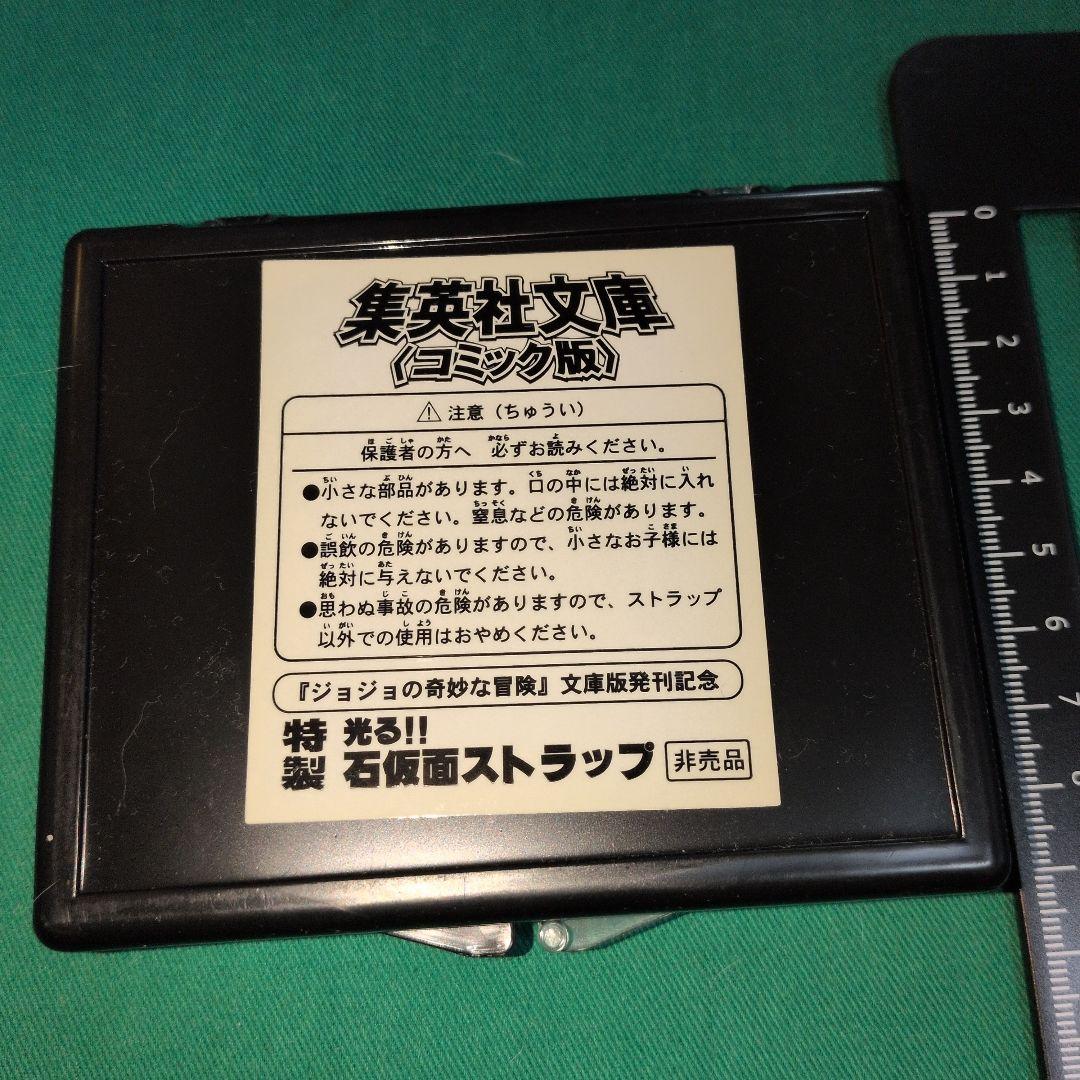 集英社文庫
〈コミック版〉
⚠ 注意（ちゅうい）
保護者の方へ 必ずお読みください。
●小さな部品があります。口の中には絶対に入れ
ないでください。窒息などの危険があります。
●誤飲の危険がありますので、小さなお子様には
絶対に与えないでください。
●思わぬ事故の危険がありますので、ストラップ
以外での使用はおやめください。
『ジョジョの奇妙な冒険』文庫版発刊記念
特製 光る!!
石仮面ストラップ 非売品
0
1
2
3
4
5
6
7
8